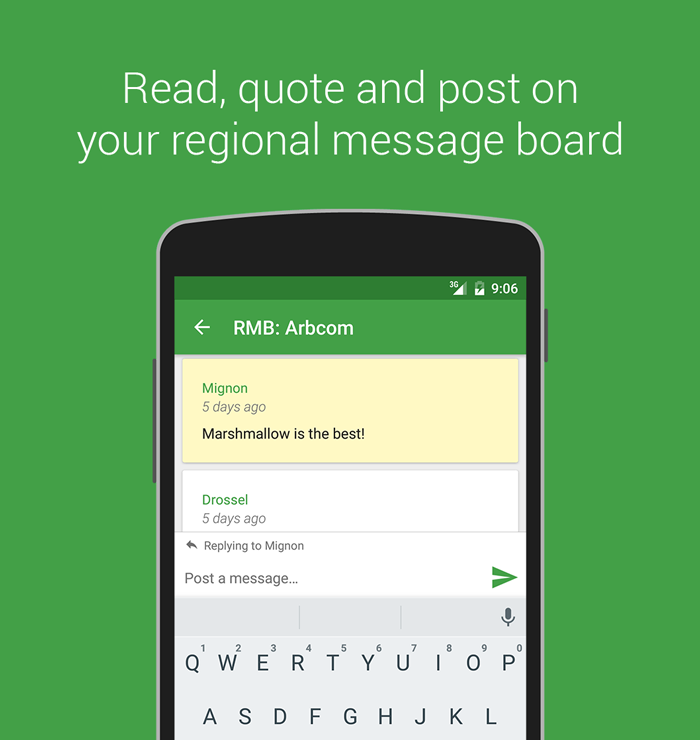 Read, quote and post on
your regional message board
3G 9:06
RMB: Arbcom
Mignon
5 days ago
Marshmallow is the best!
Drossel
5 days ago
Replying to Mignon
Post a message...
1 2 3 4 5 6 7 8 9 0
Q W E R T Y U I O P
A S D F G H J K L